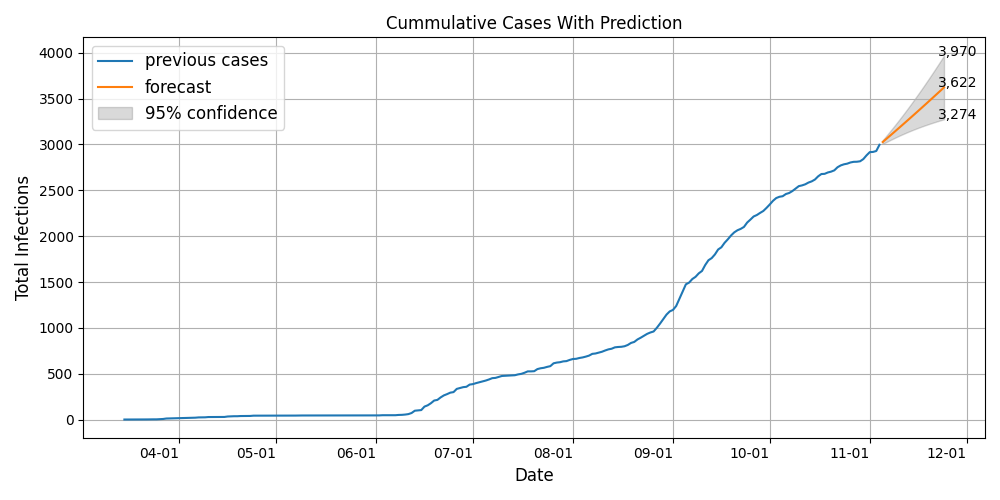 Cummulative Cases With Prediction
previous cases
forecast
95% confidence
3,970
3,622
3,274
4000
3500
3000
2500
2000
1500
1000
500
0
Total Infections
04-01 05-01 06-01 07-01 08-01 09-01 10-01 11-01 12-01
Date